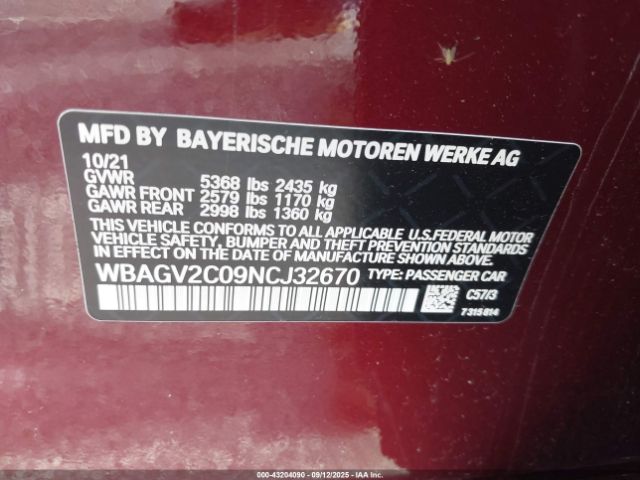 MFD BY BAYERISCHE MOTOREN WERKE AG
10/21
GVWR 5368 lbs 2435 kg
GAWR FRONT 2579 lbs 1170 kg
GAWR REAR 2998 lbs 1360 kg
THIS VEHICLE CONFORMS TO ALL APPLICABLE U.S. FEDERAL MOTOR
VEHICLE SAFETY, BUMPER, AND THEFT PREVENTION STANDARDS
IN EFFECT ON THE DATE OF MANUFACTURE SHOWN ABOVE.
WBAGV2C09NCJ32670 TYPE: PASSENGER CAR
C57/3
7315814
000-43204090 - 09/12/2025 - IAA Inc.